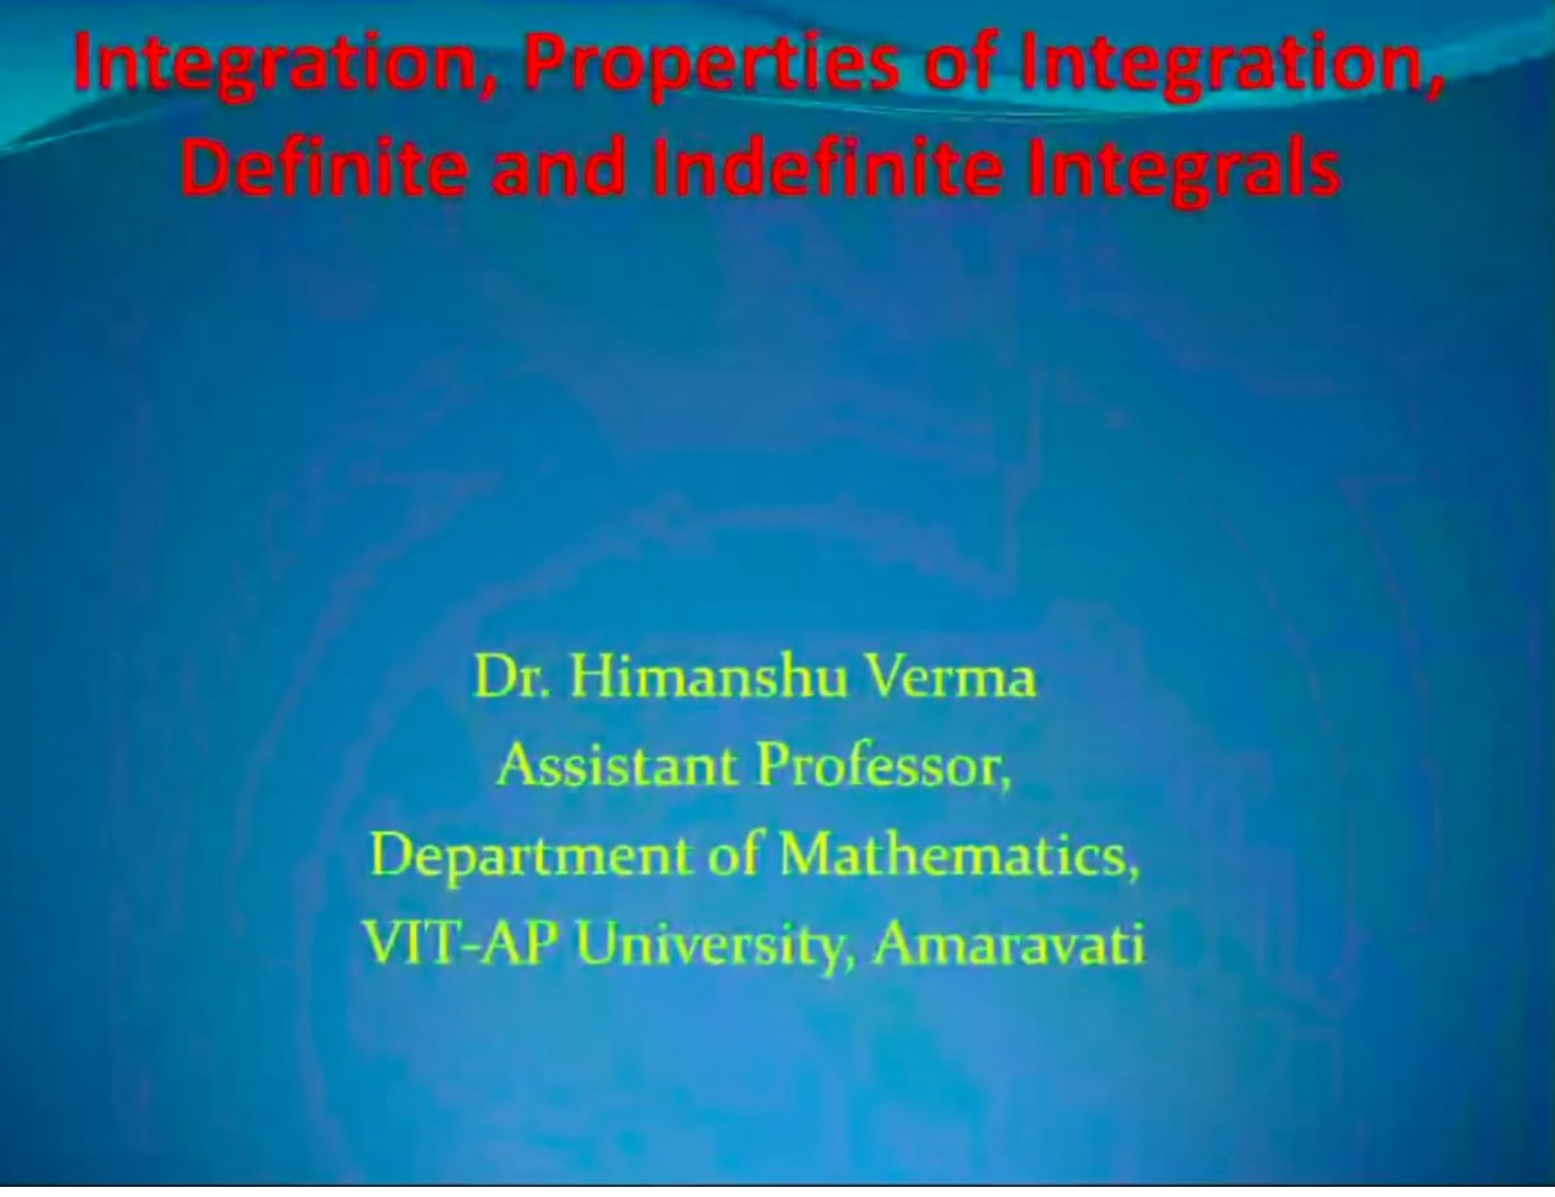 Integration, Properties of Integration,
Definite and Indefinite Integrals
Dr. Himanshu Verma
Assistant Professor,
Department of Mathematics,
VIT-AP University, Amaravati